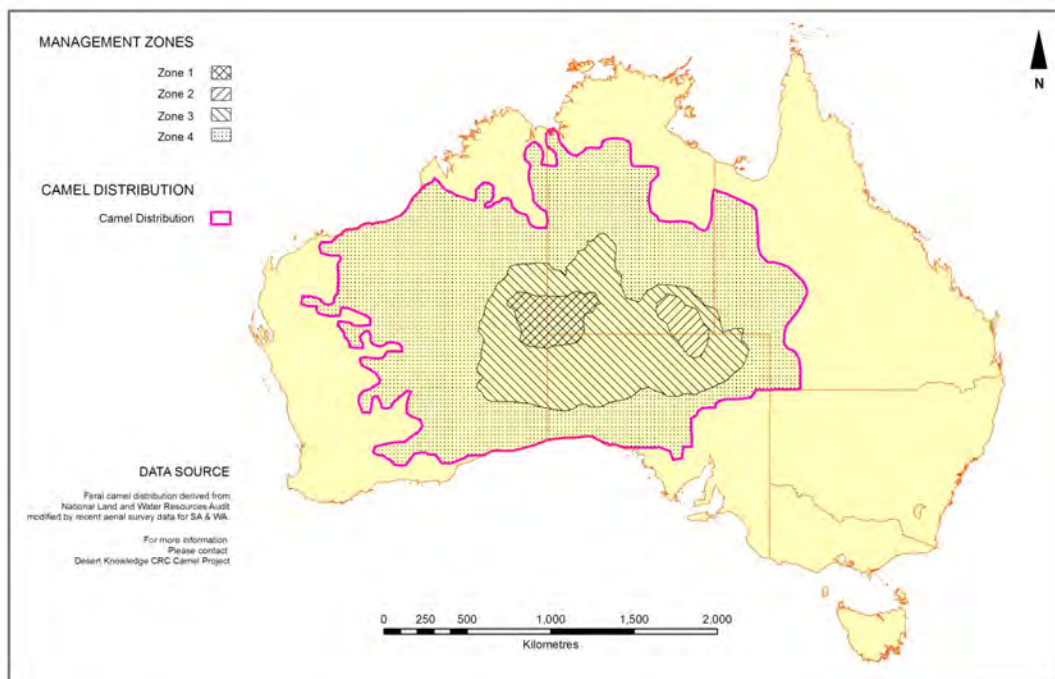 MANAGEMENT ZONES
Zone 1
Zone 2
Zone 3
Zone 4
CAMEL DISTRIBUTION
Camel Distribution
N
DATA SOURCE
Feral camel distribution derived from
National Land and Water Resources Audit
modified by recent aerial survey data for SA & WA.
For more information
Please contact
Desert Knowledge CRC Camel Project
0 250 500 1,000 1,500 2,000
Kilometres